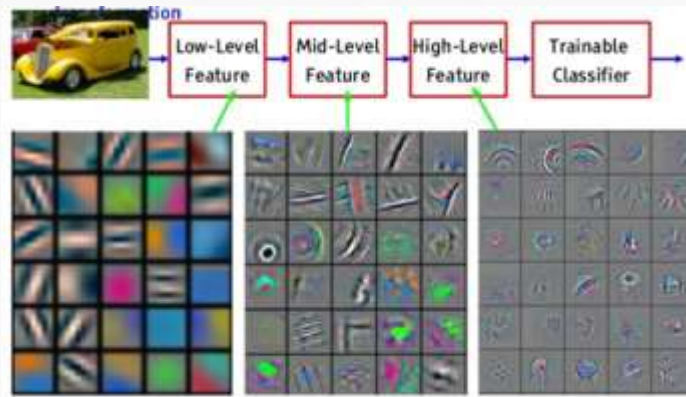 Low-Level
Feature
Mid-Level
Feature
High-Level
Feature
Trainable
Classifier